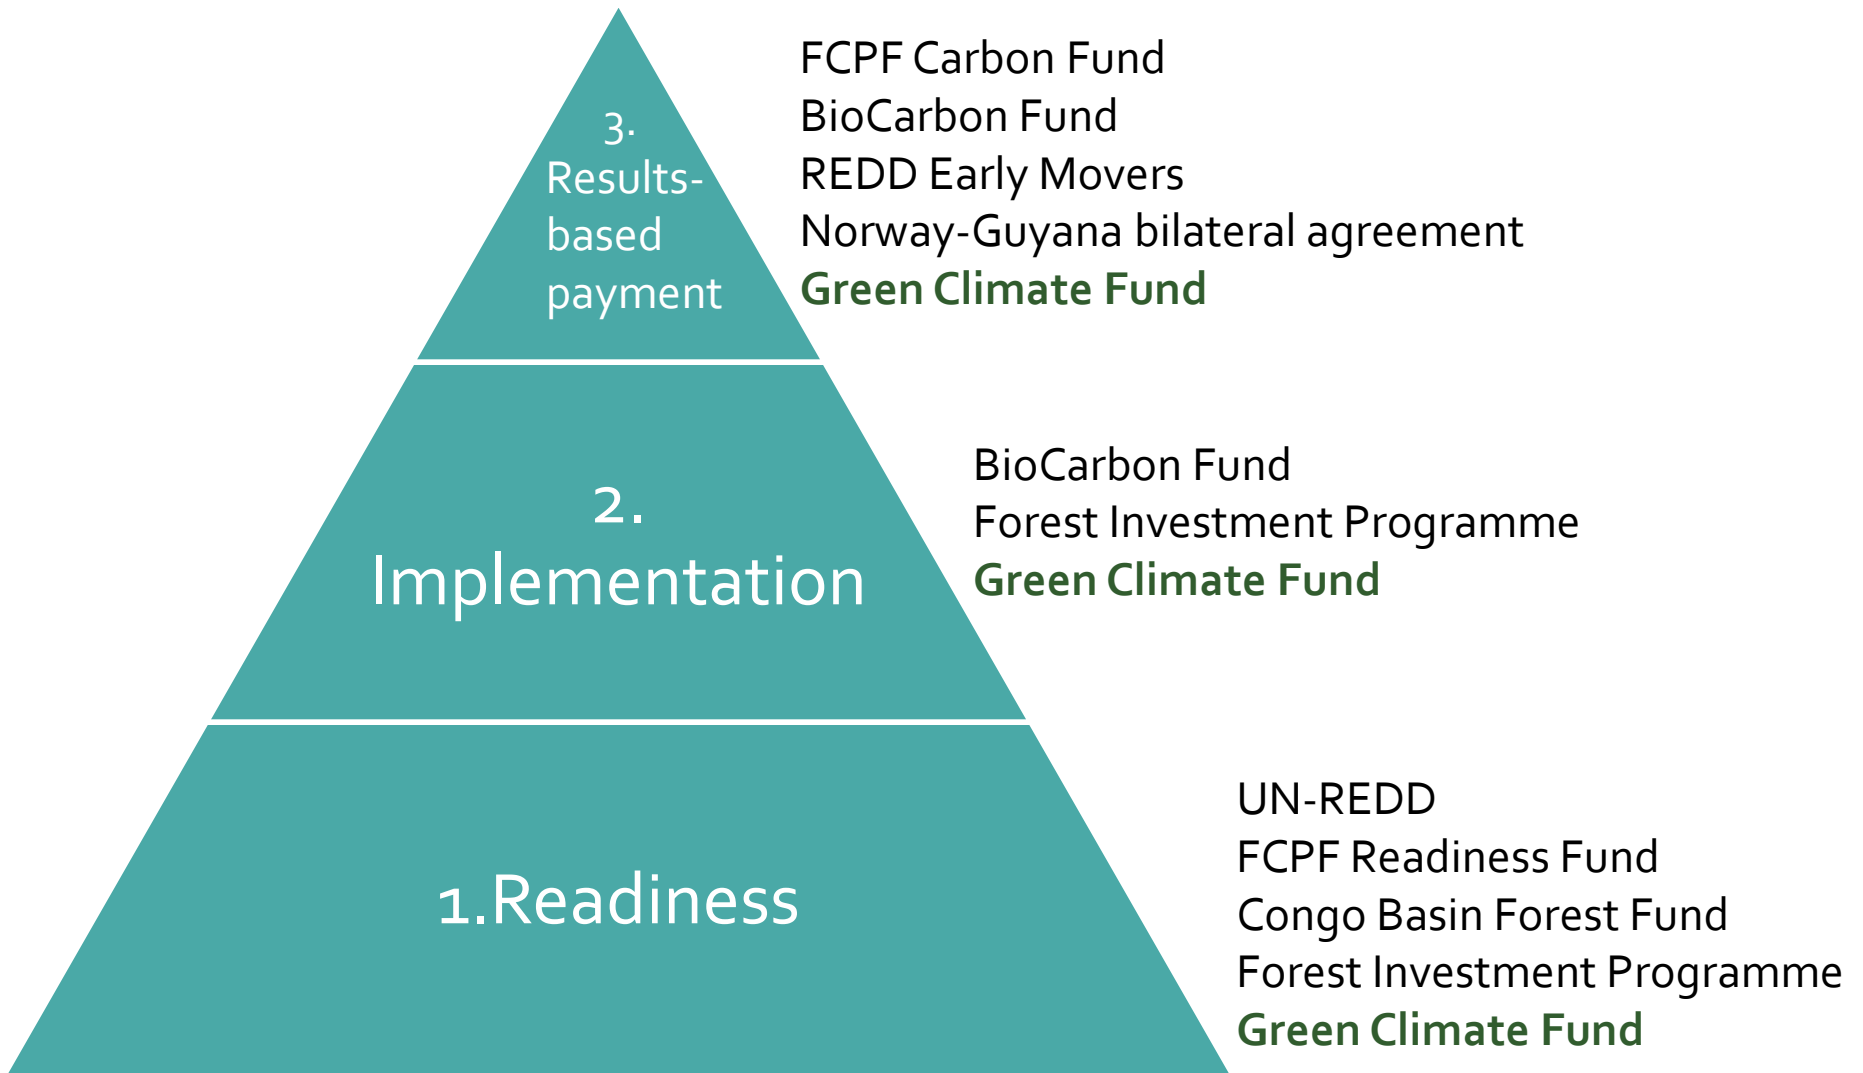 3.
Results-
based
payment
FCPF Carbon Fund
BioCarbon Fund
REDD Early Movers
Norway-Guyana bilateral agreement
Green Climate Fund
2.
Implementation
BioCarbon Fund
Forest Investment Programme
Green Climate Fund
1.Readiness
UN-REDD
FCPF Readiness Fund
Congo Basin Forest Fund
Forest Investment Programme
Green Climate Fund